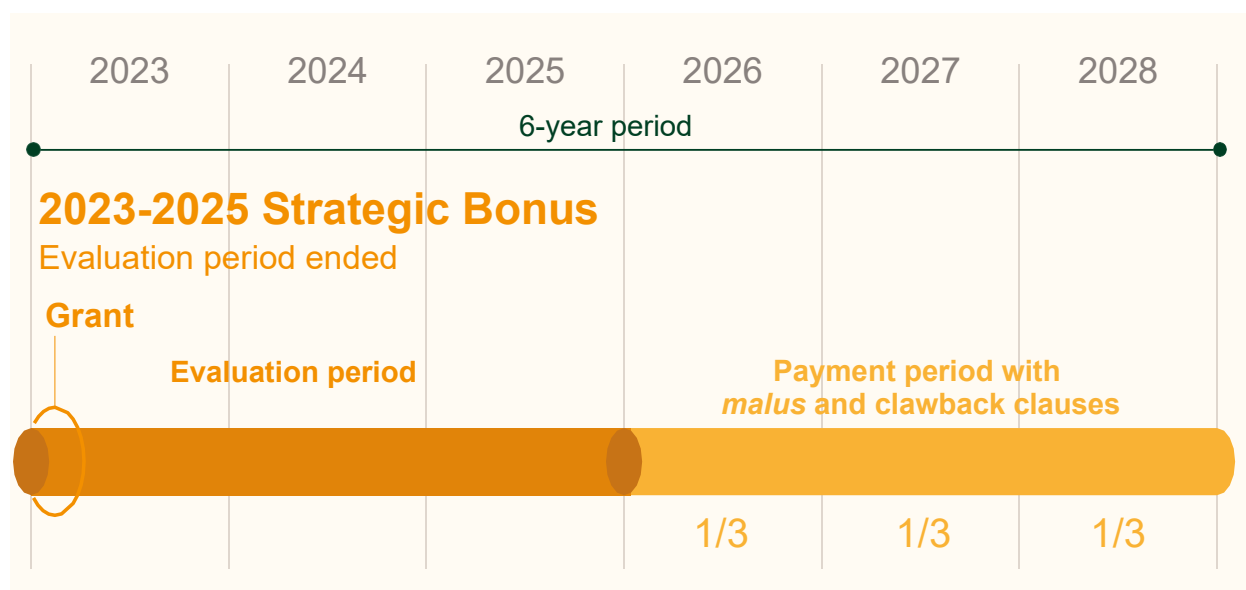 2023 2024 2025 2026 2027 2028
6-year period
2023-2025 Strategic Bonus
Evaluation period ended
Grant
Evaluation period
Payment period with
malus and clawback clauses
1/3 1/3 1/3